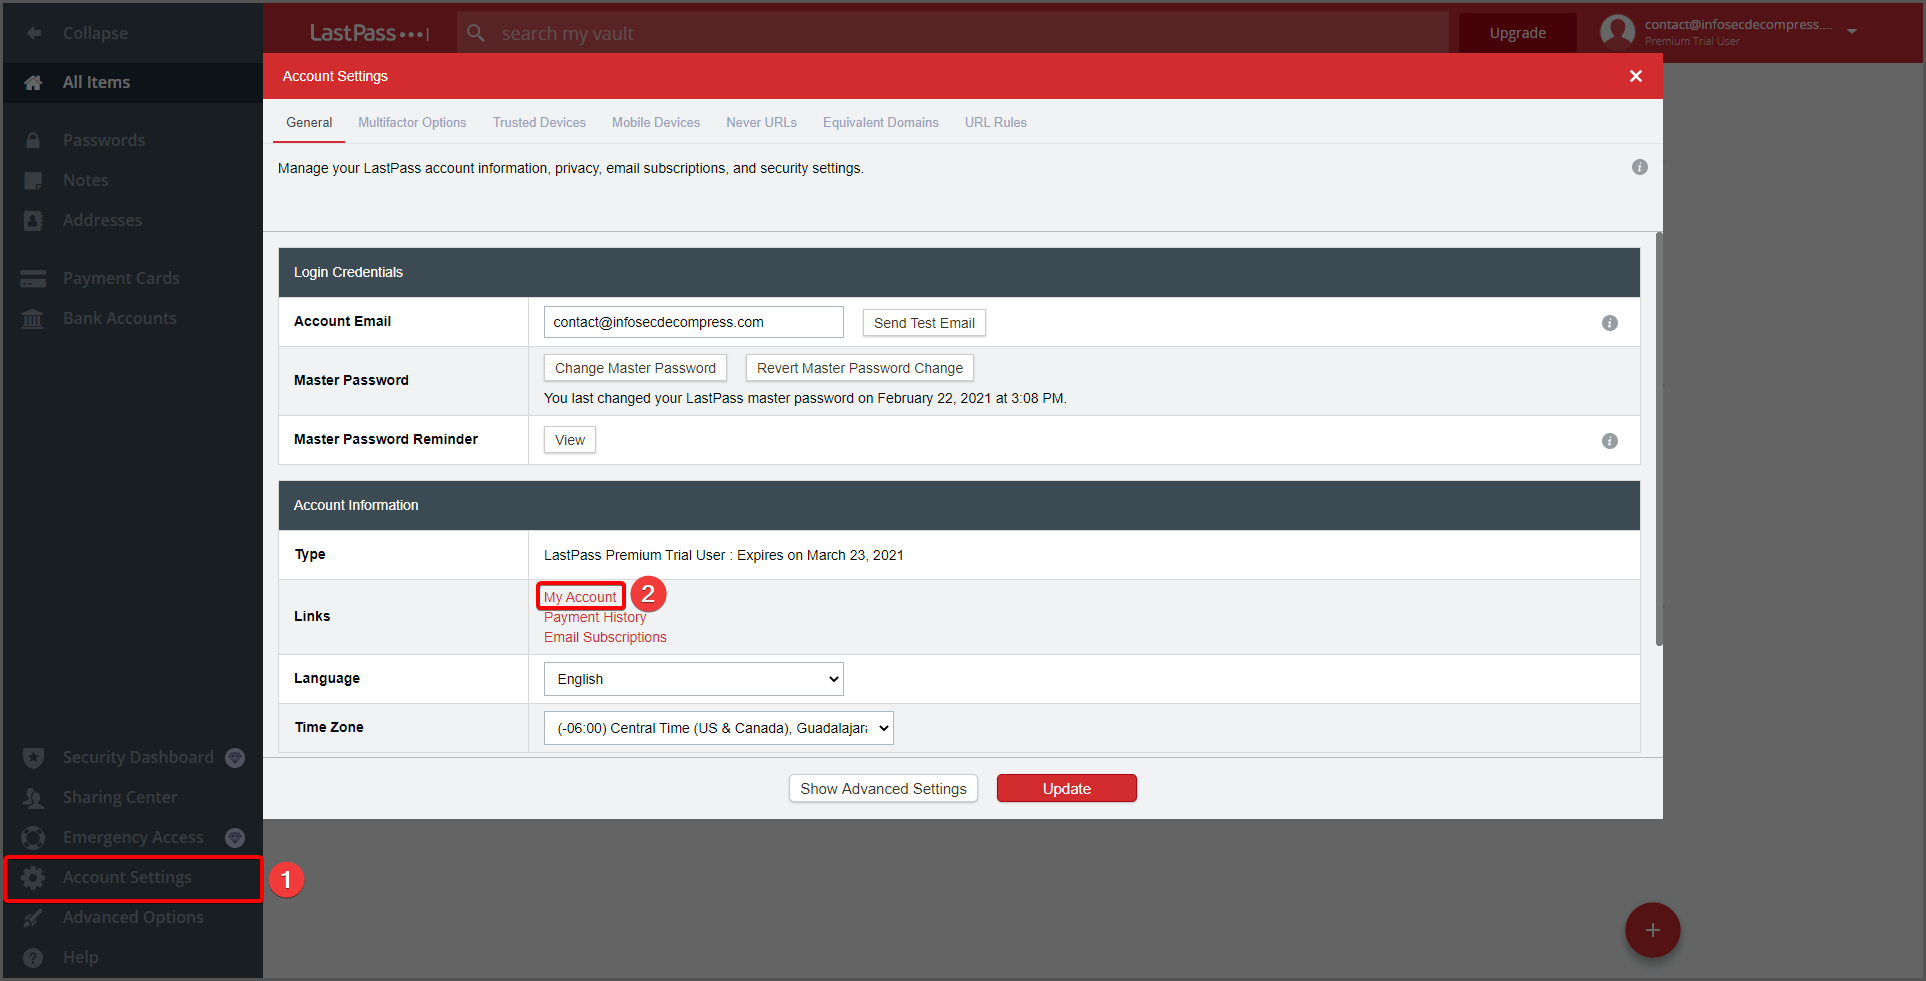 Collapse
LastPass
search my vault
Upgrade
contact@infosecdecompress....
Premium Trial User
All Items
Passwords
Notes
Addresses
Payment Cards
Bank Accounts
Security Dashboard
Sharing Center
Emergency Access
Account Settings
1
Advanced Options
Help
Account Settings
General
Multifactor Options
Trusted Devices
Mobile Devices
Never URLs
Equivalent Domains
URL Rules
Manage your LastPass account information, privacy, email subscriptions, and security settings.
Login Credentials
Account Email
contact@infosecdecompress.com
Send Test Email
Master Password
Change Master Password
Revert Master Password Change
You last changed your LastPass master password on February 22, 2021 at 3:08 PM.
Master Password Reminder
View
Account Information
Type
LastPass Premium Trial User : Expires on March 23, 2021
Links
My Account
2
Payment History
Email Subscriptions
Language
English
Time Zone
(-06:00) Central Time (US & Canada), Guadalajara
Show Advanced Settings
Update